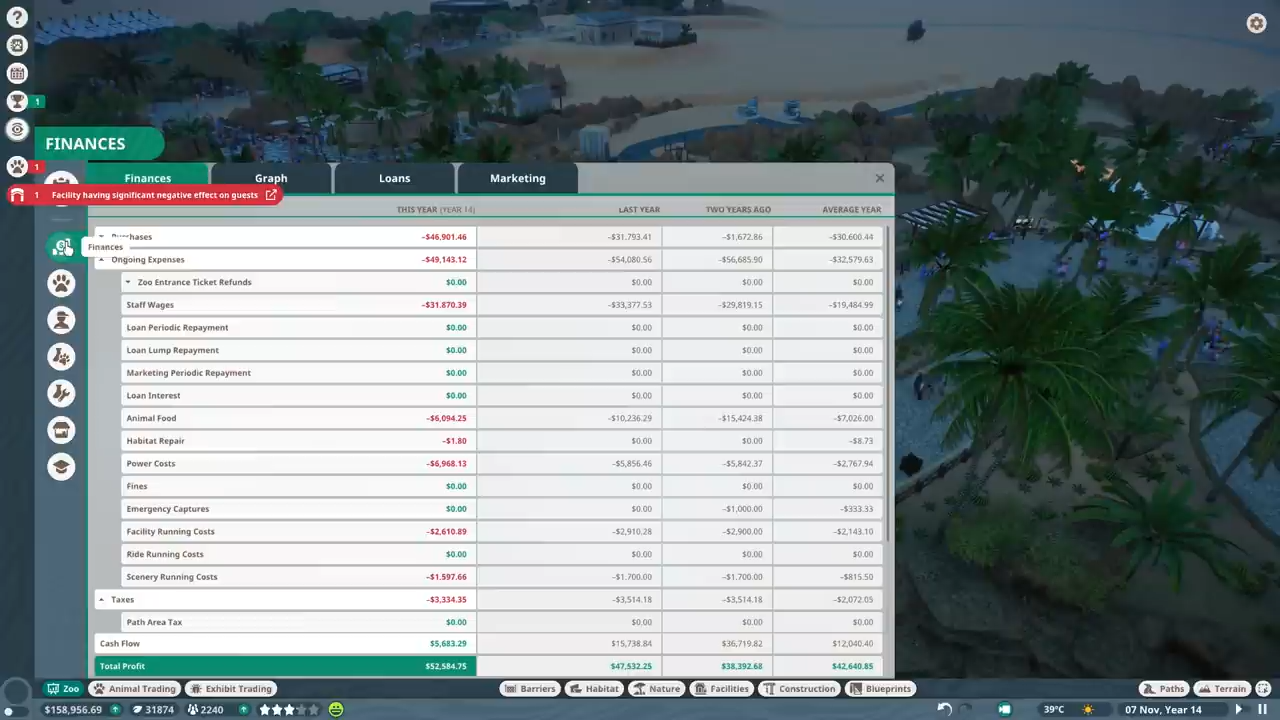 ?
1
FINANCES
1
Finances Graph Loans Marketing
1 Facility having significant negative effect on guests
THIS YEAR (YEAR 14) LAST YEAR TWO YEARS AGO AVERAGE YEAR
Purchases -$46,901.46 -$31.793.41 -$1,672.86 -$30.600.44
Finances
Ongoing Expenses -$49,143.12 -$54,080.56 -$56,685.90 -$32,579.63
Zoo Entrance Ticket Refunds $0.00 $0.00 $0.00 $0.00
Staff Wages -$31.870.39 -$33,377.53 -$29,819.15 -$19,484.99
Loan Periodic Repayment $0.00 $0.00 $0.00 $0.00
Loan Lump Repayment $0.00 $0.00 $0.00 $0.00
Marketing Periodic Repayment $0.00 $0.00 $0.00 $0.00
Loan Interest $0.00 $0.00 $0.00 $0.00
Animal Food -$6,094.25 -$10,236.29 -$15,424.38 -$7,026.00
Habitat Repair -$1.80 $0.00 $0.00 -$8.73
Power Costs -$6,968.13 -$5,856.46 -$5,842.37 -$2,767.94
Fines $0.00 $0.00 $0.00 $0.00
Emergency Captures $0.00 $0.00 -$1,000.00 -$333.33
Facility Running Costs -$2,610.89 -$2,910.28 -$2,900.00 -$2,143.10
Ride Running Costs $0.00 $0.00 $0.00 $0.00
Scenery Running Costs -$1.597.66 -$1.700.00 -$1.700.00 -$815.50
Taxes -$3,334.35 -$3,514.18 -$3,514.18 -$2,072.05
Path Area Tax $0.00 $0.00 $0.00 $0.00
Cash Flow $5,683.29 $15,738.84 $36,719.82 $12,040.40
Total Profit $52,584.75 $47,532.25 $38,392.68 $42,640.85
Zoo Animal Trading Exhibit Trading Barriers Habitat Nature Facilities Construction Blueprints Paths Terrain
$158,956.69 31874 2240 39°C 07 Nov, Year 14